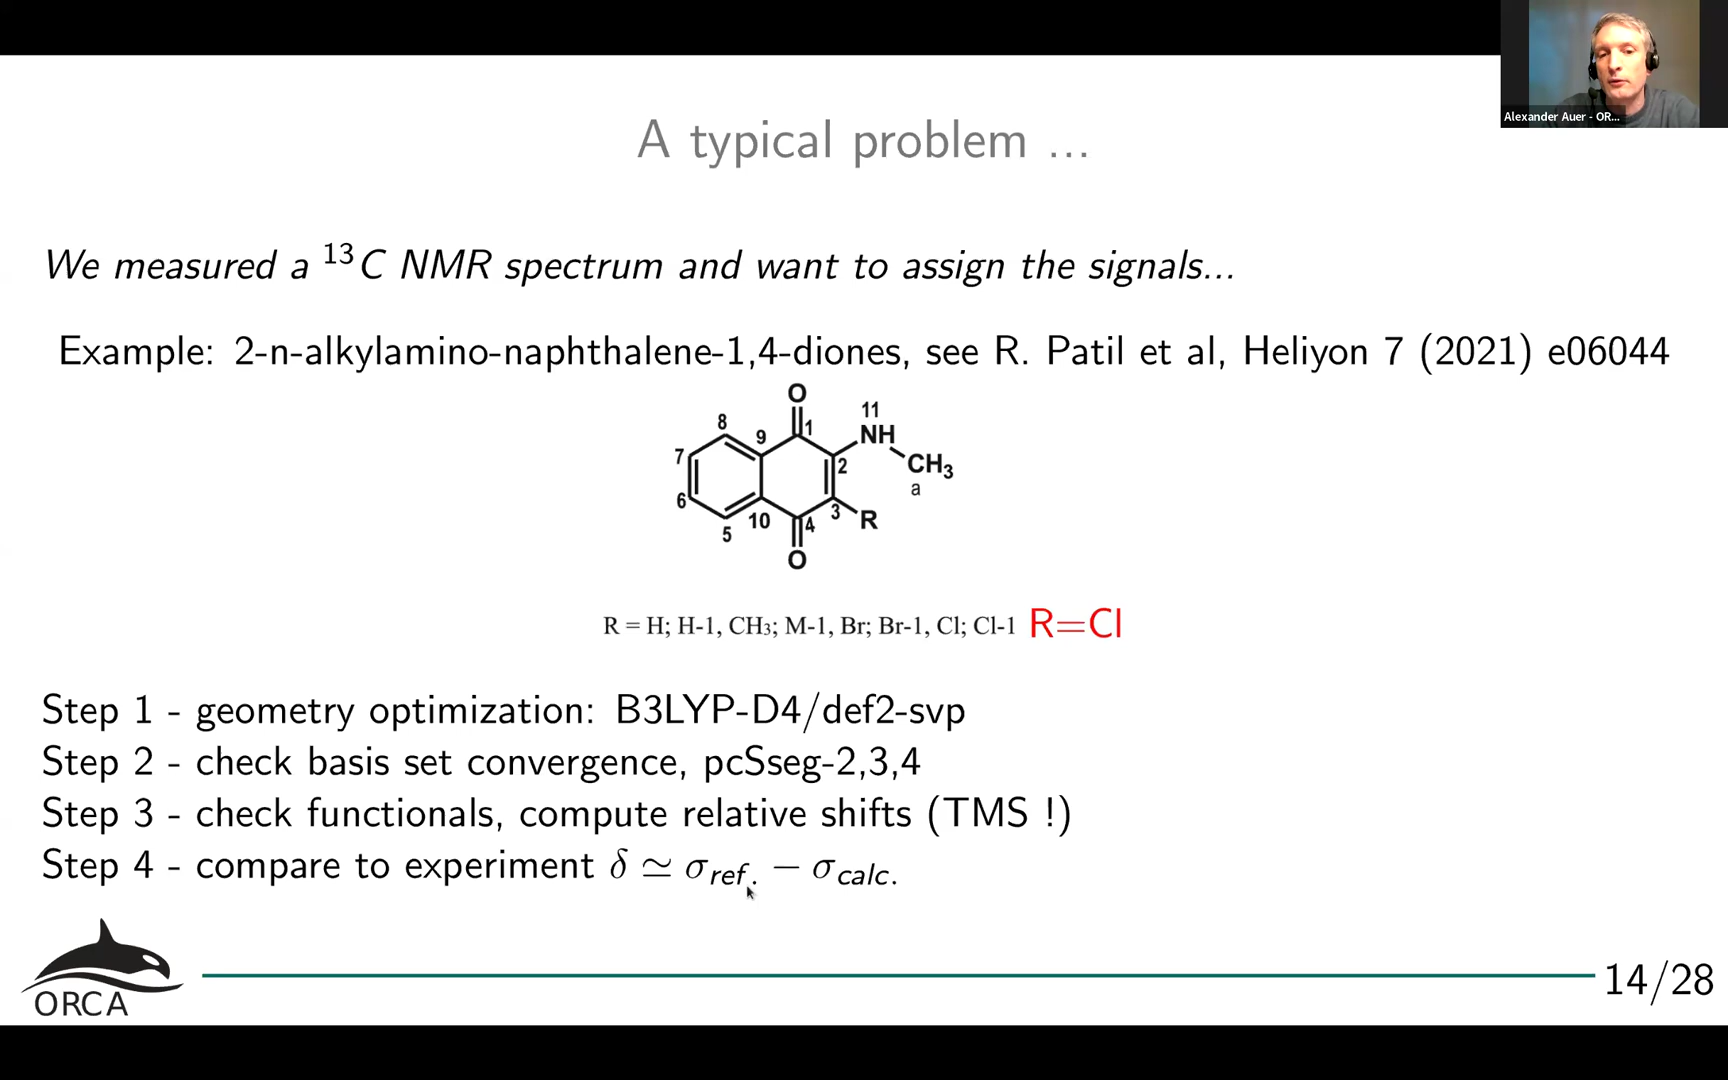 Alexander Auer - OR...
A typical problem ...
We measured a ¹³C NMR spectrum and want to assign the signals...
Example: 2-n-alkylamino-naphthalene-1,4-diones, see R. Patil et al, Heliyon 7 (2021) e06044
O
11
8
9
1
NH
7
2
CH₃
a
6
3
R
10
4
5
O
R = H; H-1, CH₃; M-1, Br; Br-1, Cl; Cl-1 R=Cl
Step 1 - geometry optimization: B3LYP-D4/def2-svp
Step 2 - check basis set convergence, pcSseg-2,3,4
Step 3 - check functionals, compute relative shifts (TMS !)
Step 4 - compare to experiment δ ≃ σ_ref. − σ_calc.
ORCA
14/28